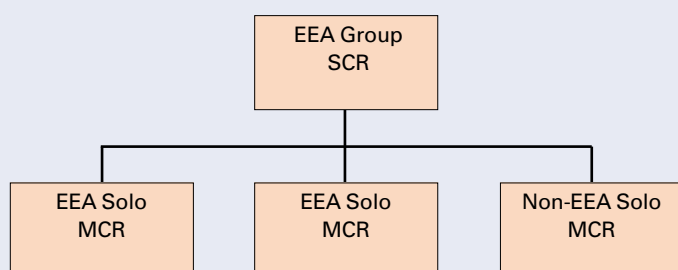 EEA Group
SCR
EEA Solo
MCR
EEA Solo
MCR
Non-EEA Solo
MCR